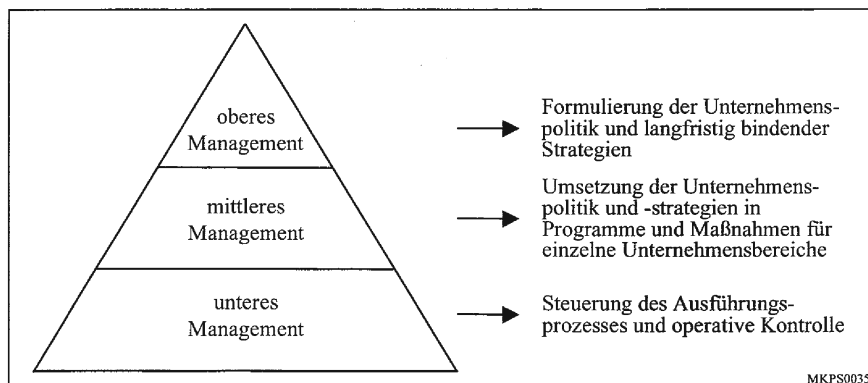 oberes
Management
Formulierung der Unternehmens-
politik und langfristig bindender
Strategien
mittleres
Management
Umsetzung der Unternehmens-
politik und -strategien in
Programme und Maßnahmen für
einzelne Unternehmensbereiche
unteres
Management
Steuerung des Ausführungs-
prozesses und operative Kontrolle
MKPS0035